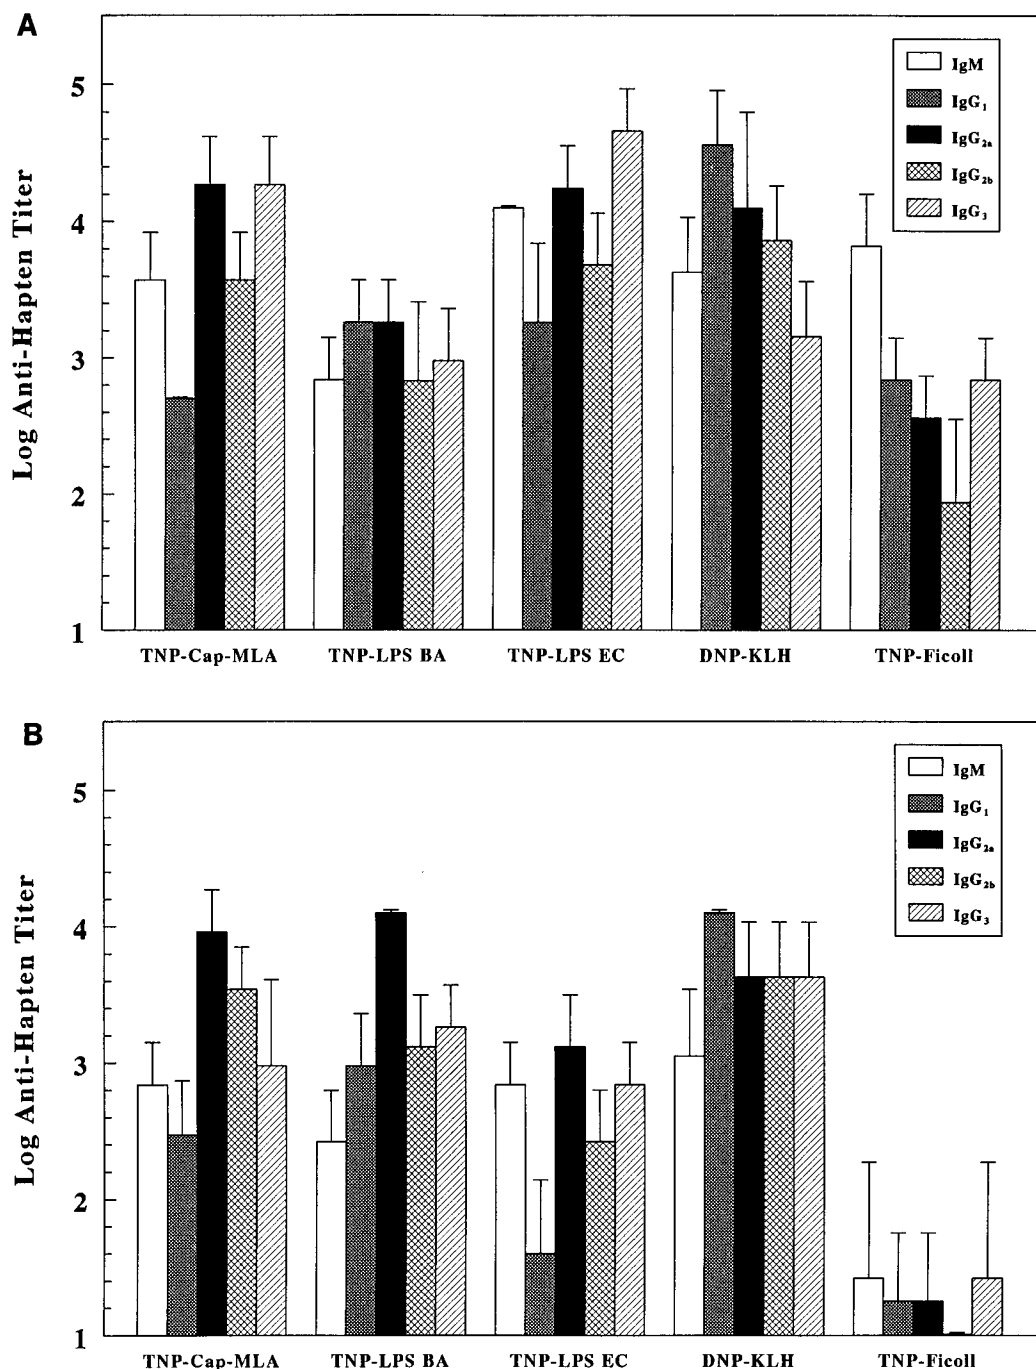 A
Log Anti-Hapten Titer
5
4
3
2
1
IgM
IgG₁
IgG₂ₐ
IgG₂b
IgG₃
TNP-Cap-MLA TNP-LPS BA TNP-LPS EC DNP-KLH TNP-Ficoll
B
Log Anti-Hapten Titer
5
4
3
2
1
IgM
IgG₁
IgG₂ₐ
IgG₂b
IgG₃
TNP-Cap-MLA TNP-LPS BA TNP-LPS EC DNP-KLH TNP-Ficoll